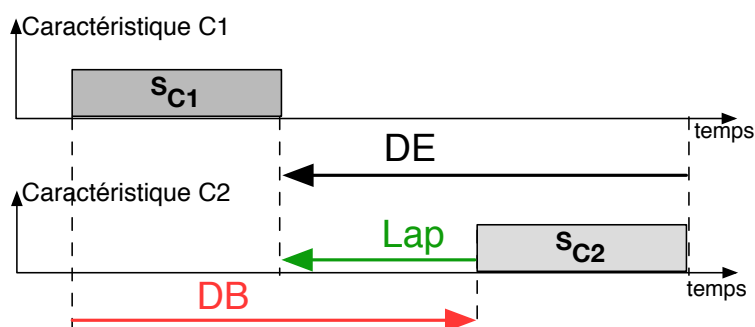 Caractéristique C1
SC1
temps
DE
Caractéristique C2
Lap
SC2
temps
DB